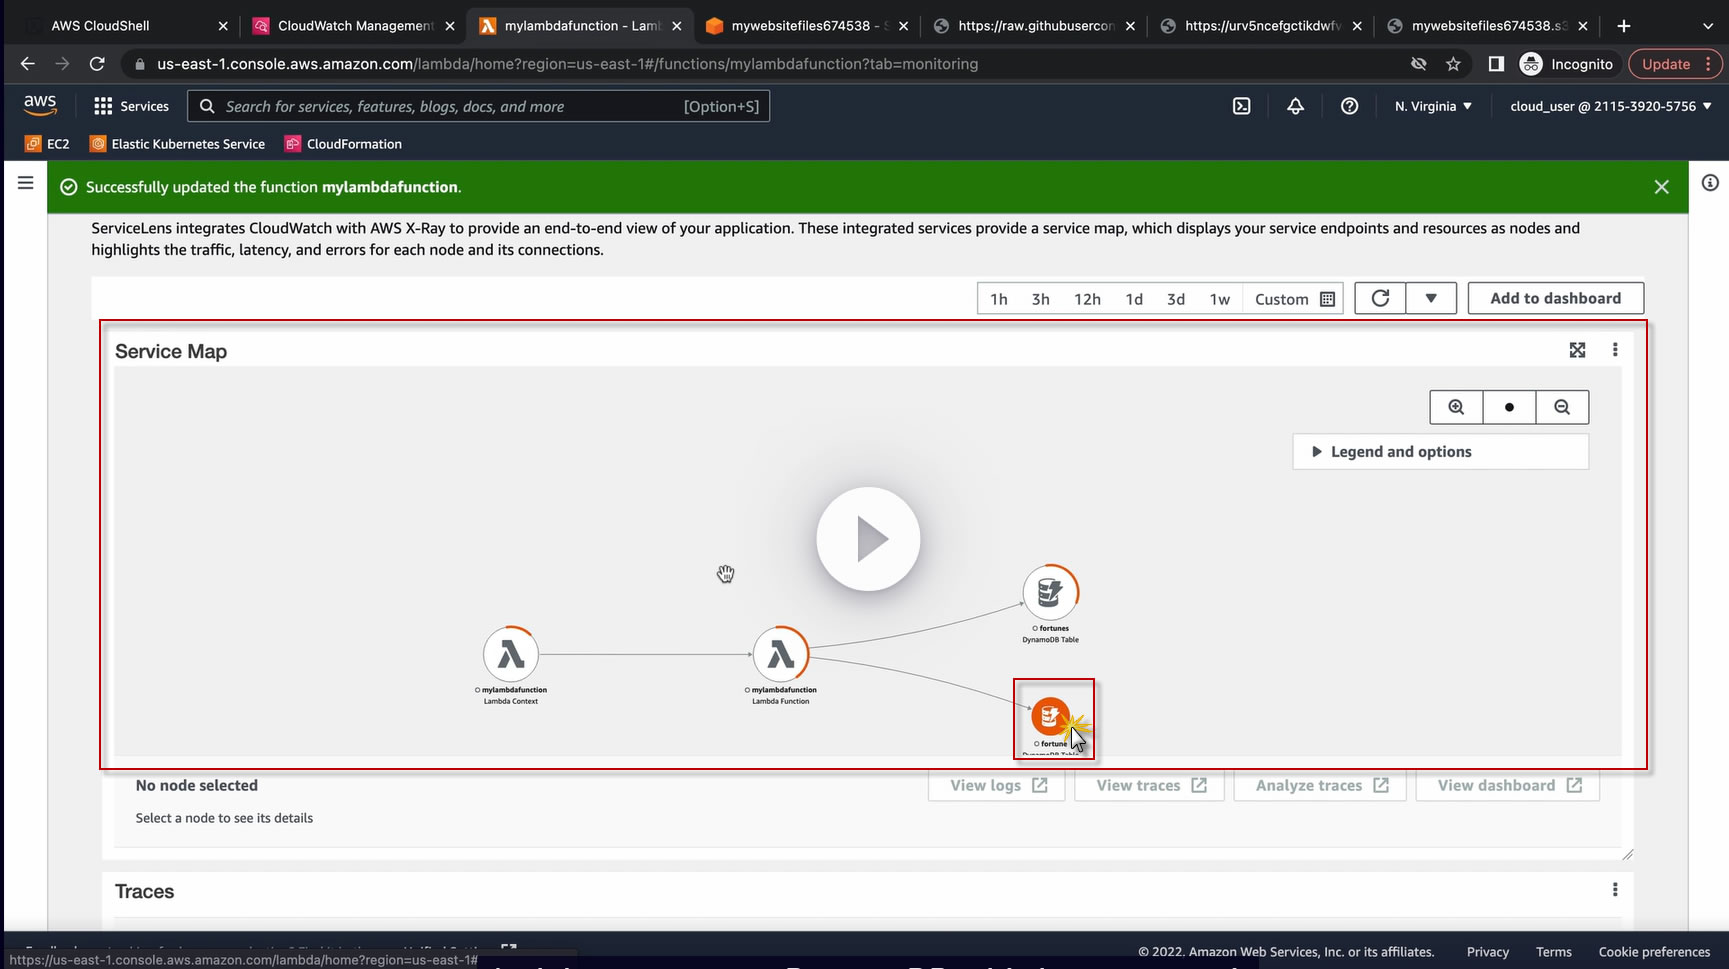 AWS CloudShell
CloudWatch Management
mylambdafunction - Lamb
mywebsitefiles674538 - S
https://raw.githubusercon
https://urv5ncefgctikdwfv
mywebsitefiles674538.s3
us-east-1.console.aws.amazon.com/lambda/home?region=us-east-1#/functions/mylambdafunction?tab=monitoring
Incognito
Update
aws
Services
Search for services, features, blogs, docs, and more
[Option+S]
N. Virginia
cloud_user @ 2115-3920-5756
EC2
Elastic Kubernetes Service
CloudFormation
Successfully updated the function mylambdafunction.
ServiceLens integrates CloudWatch with AWS X-Ray to provide an end-to-end view of your application. These integrated services provide a service map, which displays your service endpoints and resources as nodes and
highlights the traffic, latency, and errors for each node and its connections.
1h 3h 12h 1d 3d 1w Custom
Add to dashboard
Service Map
Legend and options
fortunes
DynamoDB Table
mylambdafunction
Lambda Context
mylambdafunction
Lambda Function
fortune
DynamoDB Table
No node selected
View logs
View traces
Analyze traces
View dashboard
Select a node to see its details
Traces
© 2022, Amazon Web Services, Inc. or its affiliates.
Privacy
Terms
Cookie preferences
https://us-east-1.console.aws.amazon.com/lambda/home?region=us-east-1#